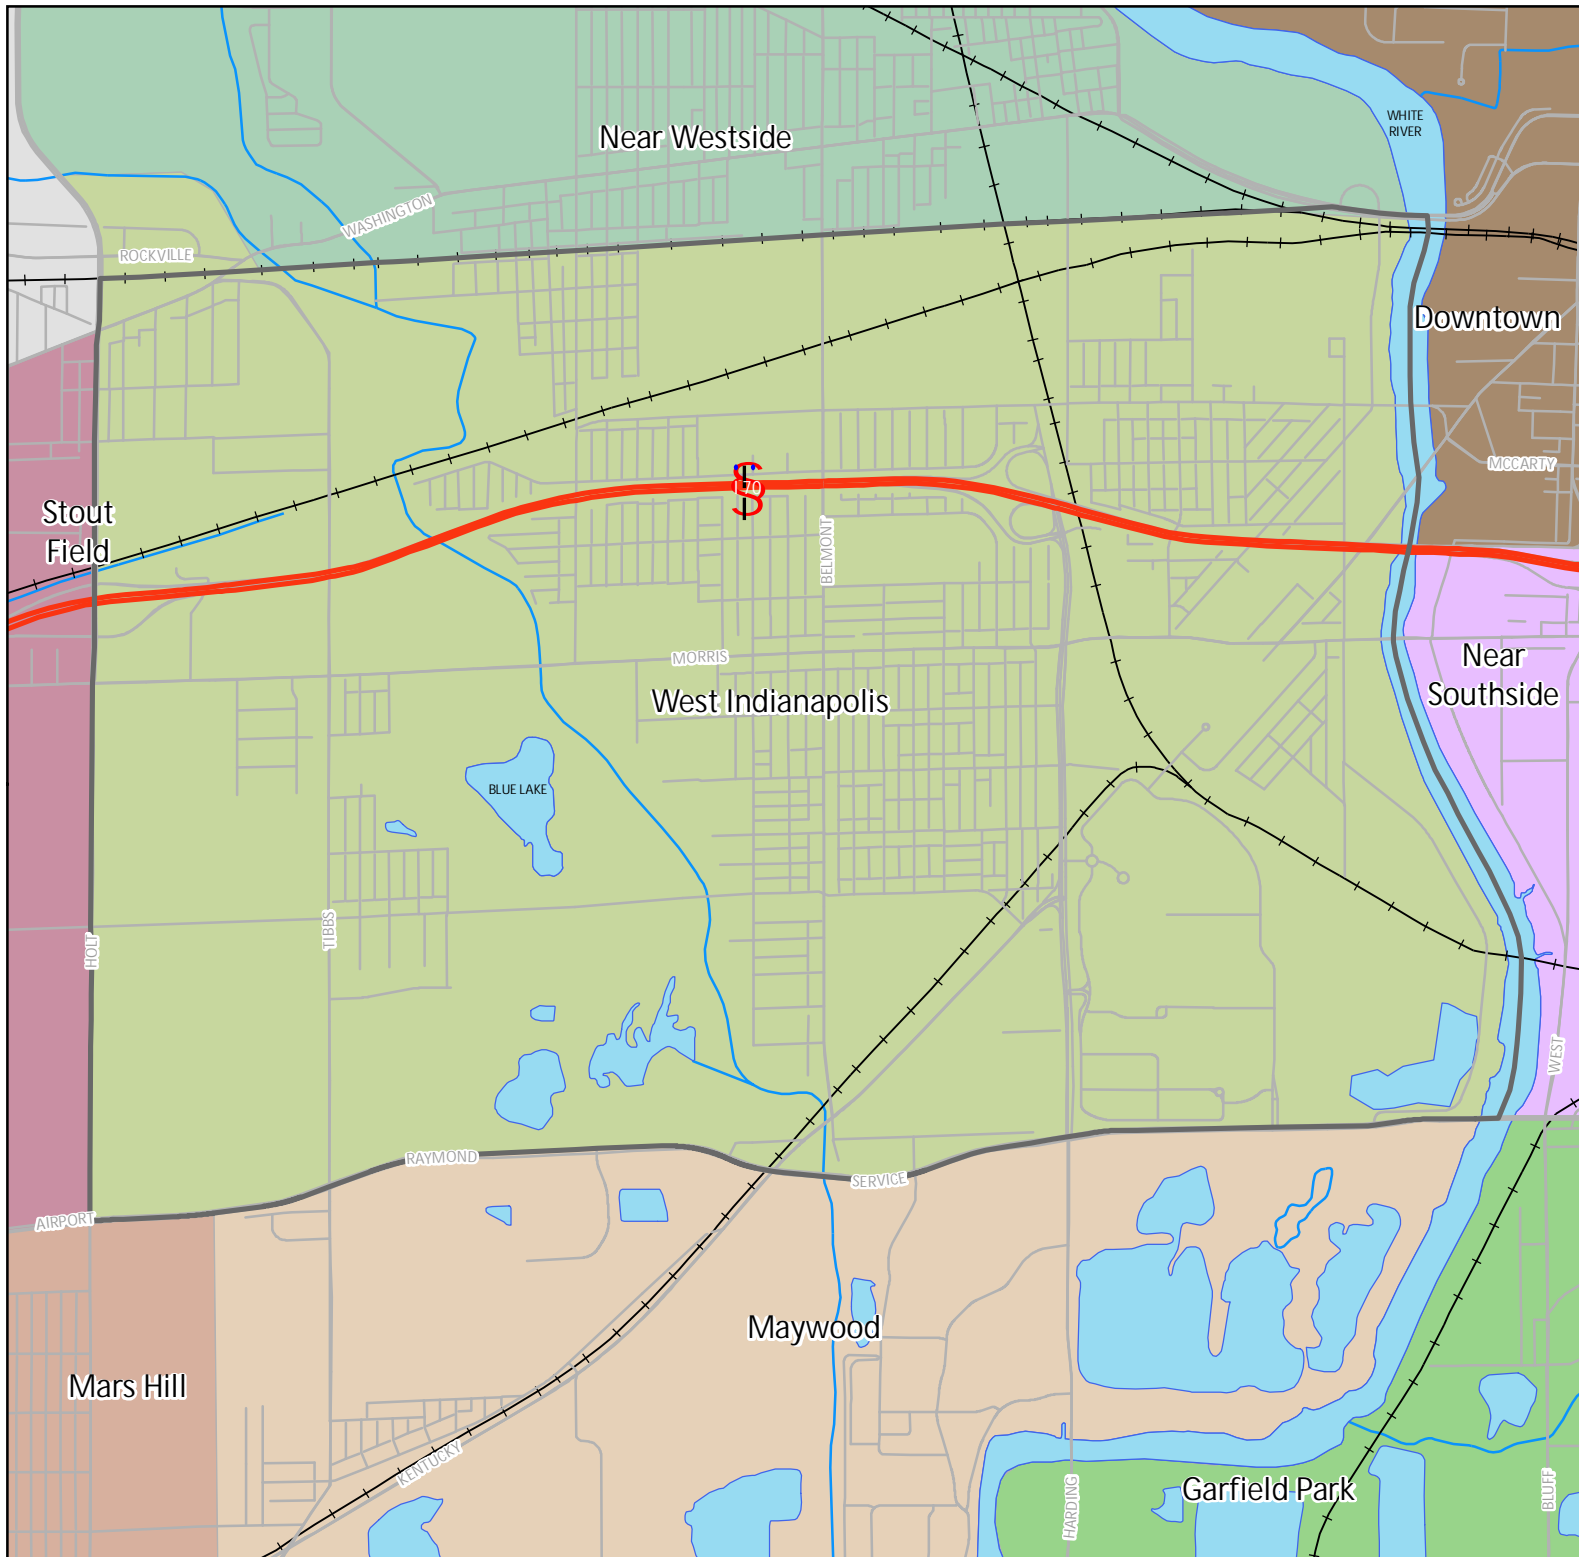 WHITE
RIVER
Near Westside
WASHINGTON
ROCKVILLE
Downtown
MCCARTY
I-70
Stout
Field
BELMONT
MORRIS
Near
Southside
West Indianapolis
BLUE LAKE
HOLT
TIBBS
WEST
RAYMOND
SERVICE
AIRPORT
Maywood
Mars Hill
KENTUCKY
HARDING
Garfield Park
BLUFF